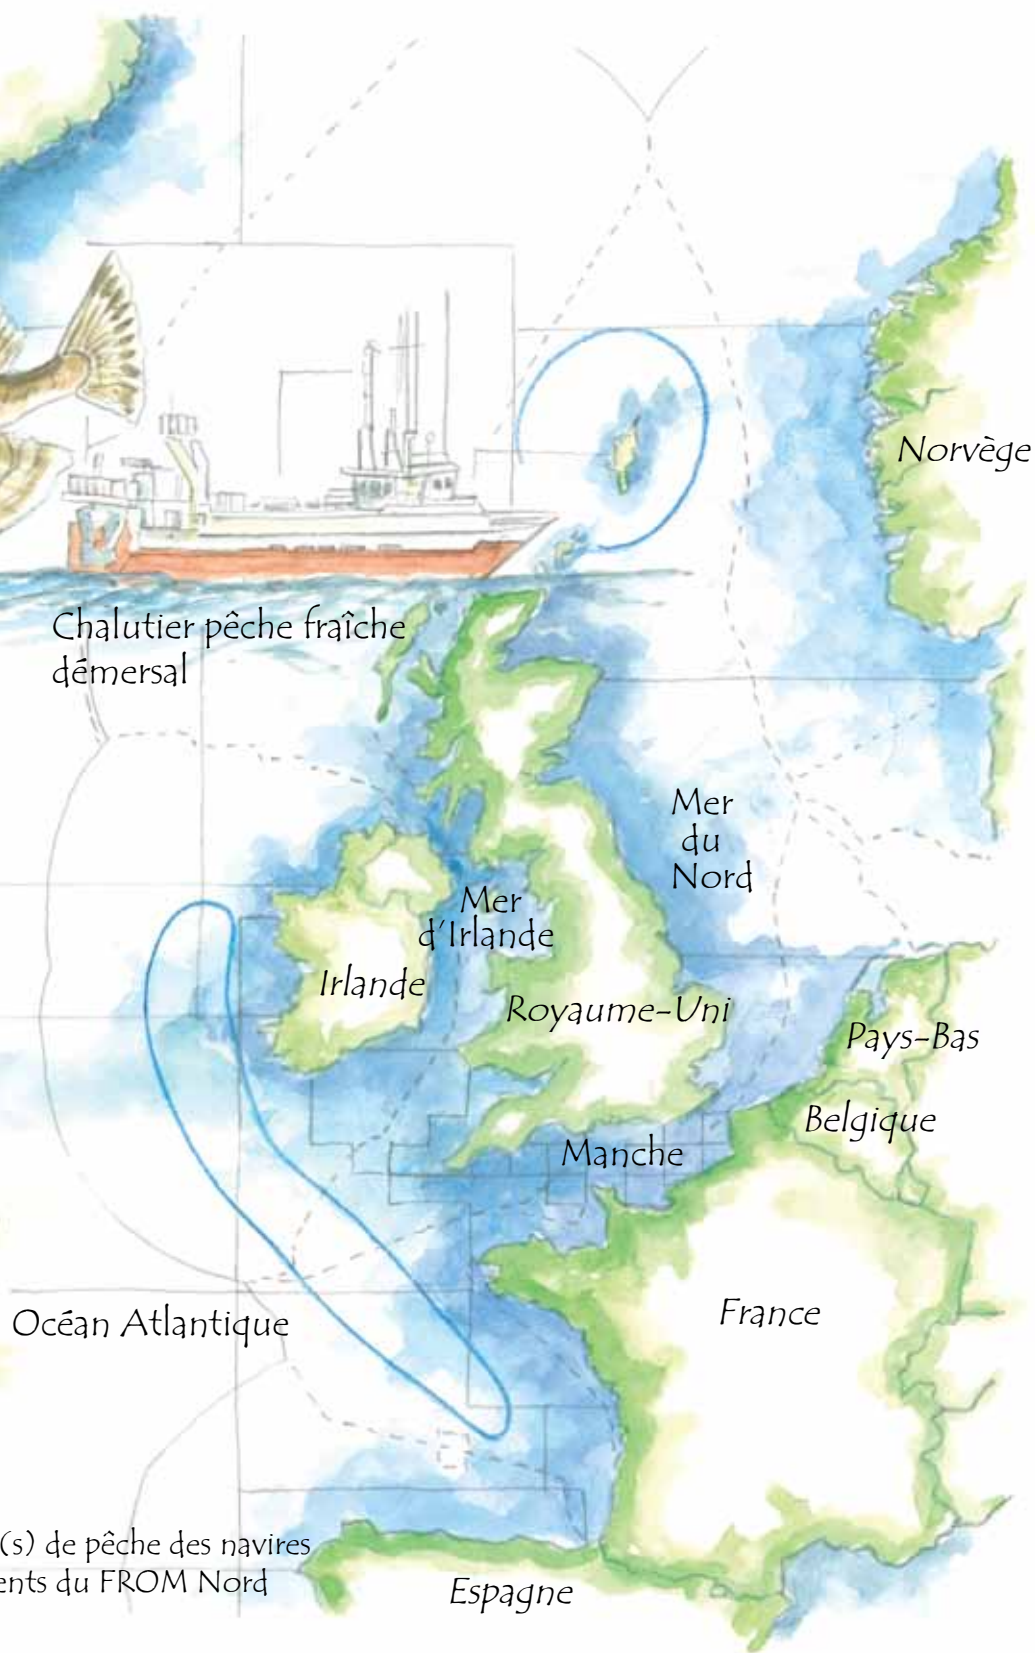 Norvège
Chalutier pêche fraîche
démersal
Mer
du
Nord
Mer
d'Irlande
Irlande
Royaume-Uni
Pays-Bas
Belgique
Manche
Océan Atlantique
France
(s) de pêche des navires
ents du FROM Nord
Espagne